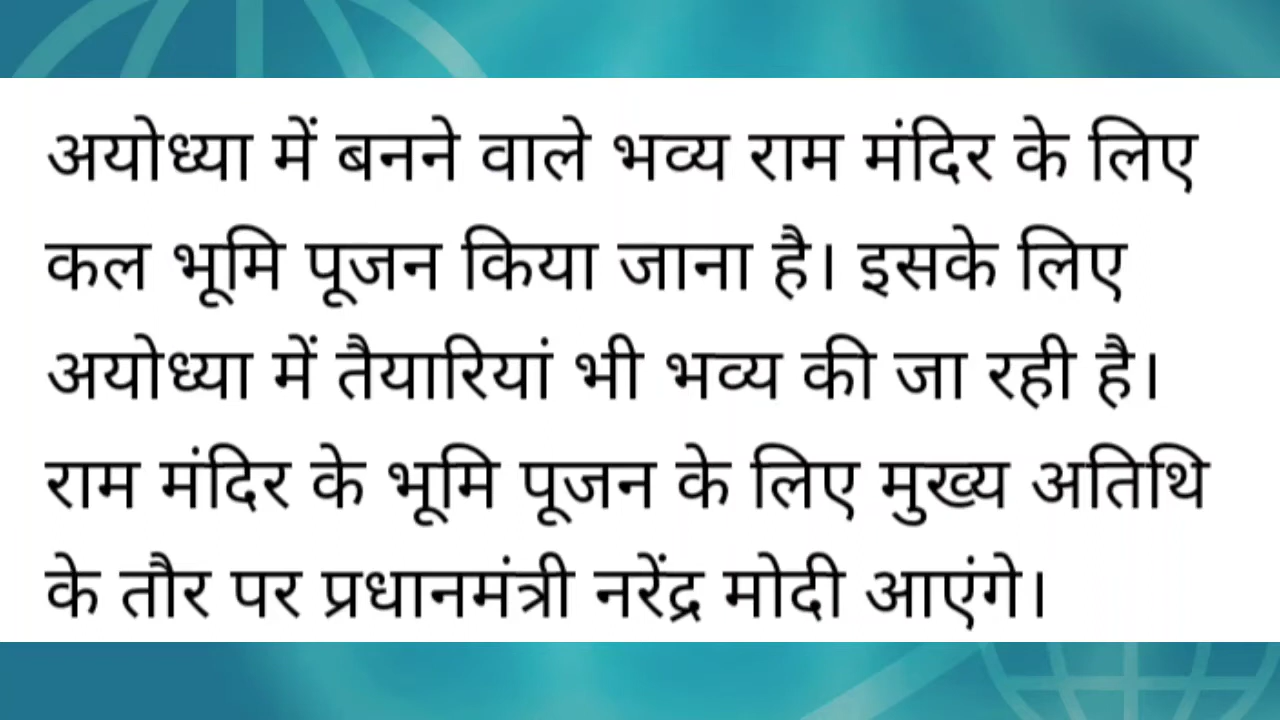 अयोध्या में बनने वाले भव्य राम मंदिर के लिए
कल भूमि पूजन किया जाना है। इसके लिए
अयोध्या में तैयारियां भी भव्य की जा रही है।
राम मंदिर के भूमि पूजन के लिए मुख्य अतिथि
के तौर पर प्रधानमंत्री नरेंद्र मोदी आएंगे।